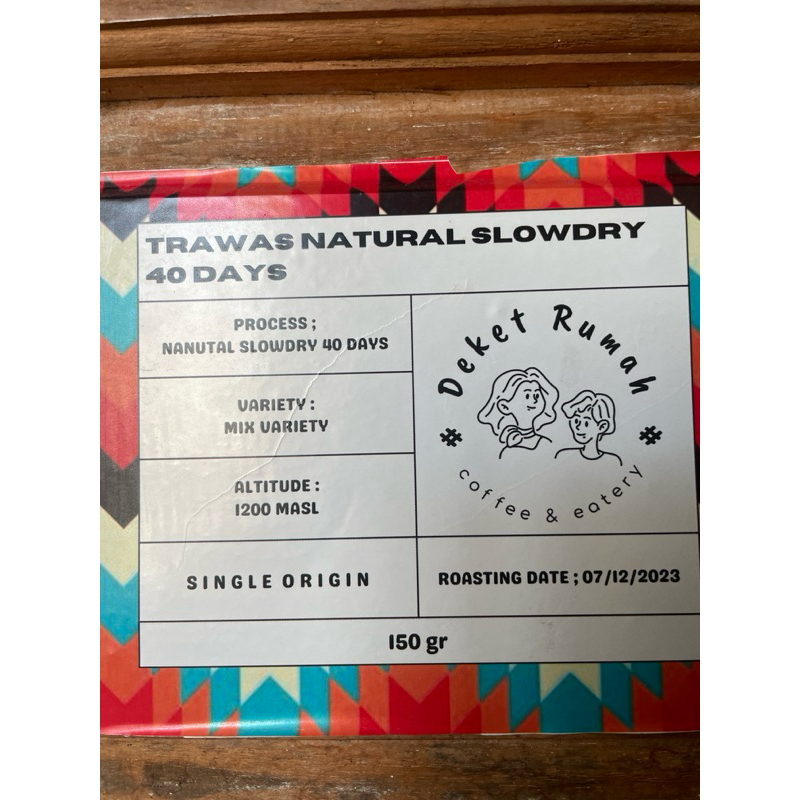 TRAWAS NATURAL SLOWDRY
40 DAYS
PROCESS ;
NANUTAL SLOWDRY 40 DAYS
VARIETY :
MIX VARIETY
ALTITUDE :
1200 MASL
SINGLE ORIGIN
# Deket Rumah #
coffee & eatery
ROASTING DATE ; 07/12/2023
150 gr